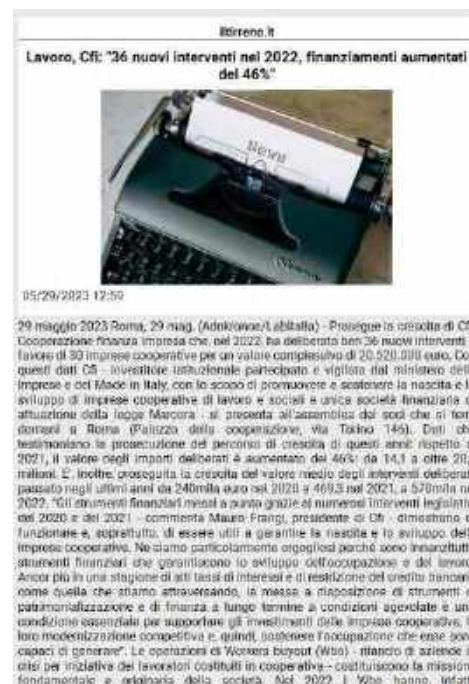 iltirreno.it
Lavoro, Cfi: "36 nuovi interventi nel 2022, finanziamenti aumentati
del 46%"
News
05/29/2023 12:59
29 maggio 2023 Roma, 29 mag. (Adnkronos/Labitalia) - Prosegue la crescita di Cfi
Cooperazione finanza impresa che, nel 2022, ha deliberato ben 36 nuovi interventi
favore di 30 imprese cooperative per un valore complessivo di 20.520.000 euro. Co
questi dati Cfi - investitore istituzionale partecipato e vigilato dal ministero dell
Imprese e del Made in Italy, con lo scopo di promuovere e sostenere la nascita e l
sviluppo di imprese cooperative di lavoro e sociali e unica società finanziaria
attuazione della legge Marcora - si presenta all'assemblea dei soci che si ter
domani a Roma (Palazzo della cooperazione, via Torino 146). Dati ch
testimoniano la prosecuzione del percorso di crescita di questi anni: rispetto
2021, il valore degli importi deliberati è aumentato del 46%: da 14,1 a oltre 20,
milioni. E', inoltre, proseguita la crescita del valore medio degli interventi deliberat
passato negli ultimi anni da 240mila euro nel 2020 a 469,5 nel 2021, a 570mila ne
2022. "Gli strumenti finanziari messi a punto grazie ai numerosi interventi legislativ
del 2020 e del 2021 - commenta Mauro Frangi, presidente di Cfi - dimostrano
funzionare e, soprattutto, di essere utili a garantire la nascita e lo sviluppo dell
imprese cooperative. Ne siamo particolarmente orgogliosi perché sono innanzitutt
strumenti finanziari che garantiscono lo sviluppo dell'occupazione e del lavoro
Ancor più in una stagione di alti tassi di interessi e di restrizione del credito bancari
come quella che stiamo attraversando, la messa a disposizione di strumenti d
patrimonializzazione e di finanza a lungo termine a condizioni agevolate è un
condizione essenziale per supportare gli investimenti delle imprese cooperative, l
loro modernizzazione competitiva e, quindi, sostenere l'occupazione che esse son
capaci di generare". Le operazioni di Workers buyout (Wbo) - rilancio di aziende i
crisi per iniziativa dei lavoratori costituiti in cooperativa - costituiscono la mission
fondamentale e originaria della società. Nel 2022 i Wbo hanno, infatt